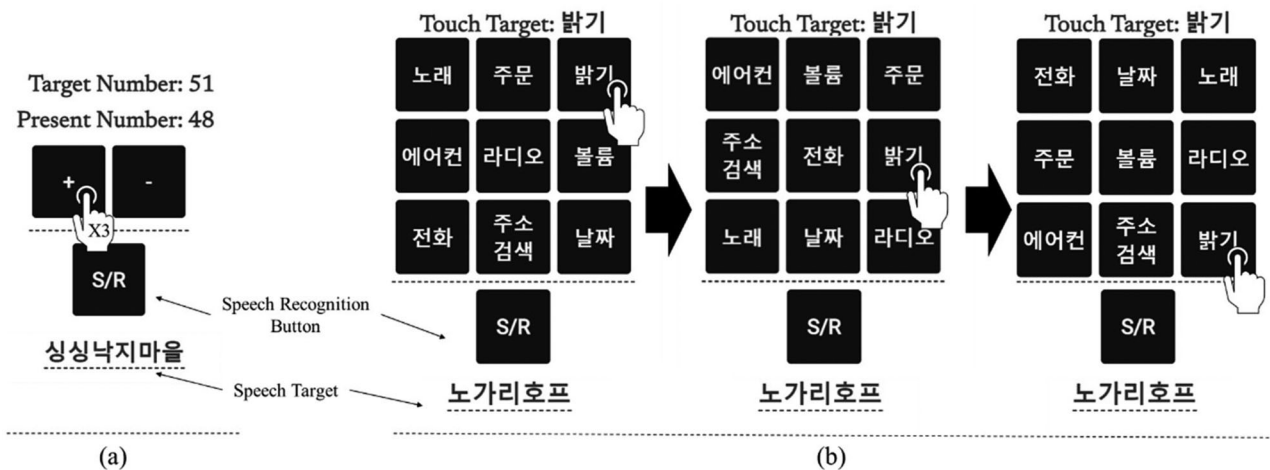 Target Number: 51
Present Number: 48
+
-
X3
S/R
싱싱낙지마을
(a)
Speech Recognition
Button
Speech Target
Touch Target: 밝기
노래 주문 밝기
에어컨 라디오 볼륨
전화 주소 검색 날짜
S/R
노가리호프
Touch Target: 밝기
에어컨 볼륨 주문
주소 검색 전화 밝기
노래 날짜 라디오
S/R
노가리호프
Touch Target: 밝기
전화 날짜 노래
주문 볼륨 라디오
에어컨 주소 검색 밝기
S/R
노가리호프
(b)